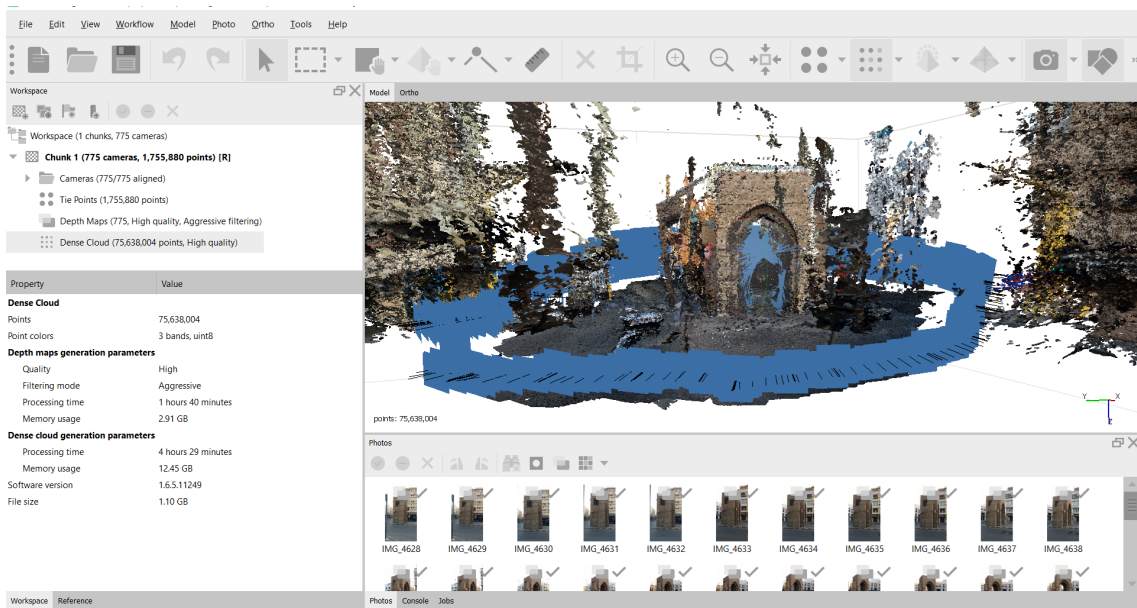 File Edit View Workflow Model Photo Ortho Tools Help
Workspace
Workspace (1 chunks, 775 cameras)
Chunk 1 (775 cameras, 1,755,880 points) [R]
Cameras (775/775 aligned)
Tie Points (1,755,880 points)
Depth Maps (775, High quality, Aggressive filtering)
Dense Cloud (75,638,004 points, High quality)
Property Value
Dense Cloud
Points 75,638,004
Point colors 3 bands, uint8
Depth maps generation parameters
Quality High
Filtering mode Aggressive
Processing time 1 hours 40 minutes
Memory usage 2.91 GB
Dense cloud generation parameters
Processing time 4 hours 29 minutes
Memory usage 12.45 GB
Software version 1.6.5.11249
File size 1.10 GB
Workspace Reference
Model Ortho
points: 75,638,004
Y X
Z
Photos
IMG_4628 IMG_4629 IMG_4630 IMG_4631 IMG_4632 IMG_4633 IMG_4634 IMG_4635 IMG_4636 IMG_4637 IMG_4638
Photos Console Jobs